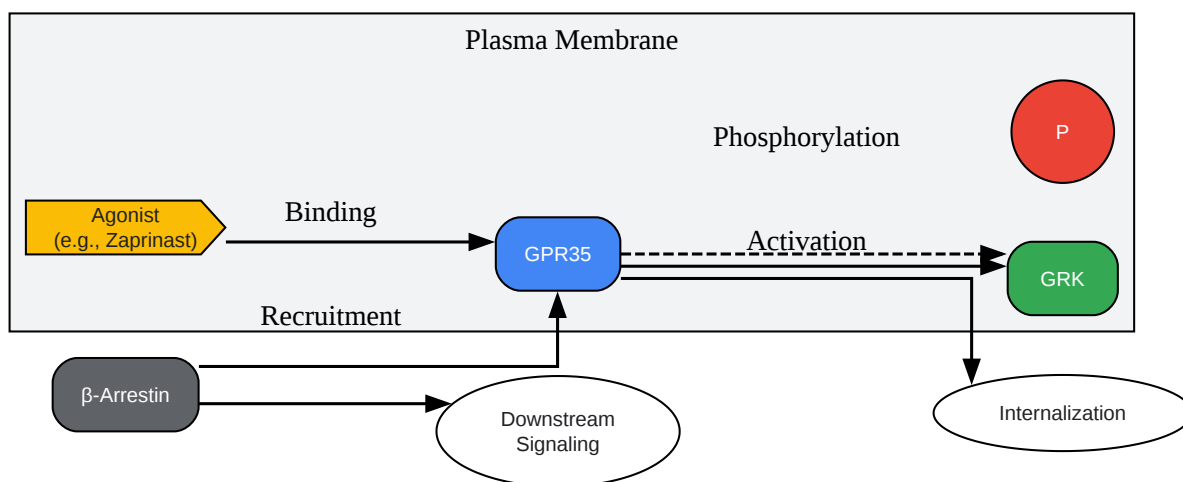 Plasma Membrane
P
Phosphorylation
Agonist
(e.g., Zaprinast)
Binding
GPR35
Activation
GRK
Recruitment
β-Arrestin
Downstream
Signaling
Internalization